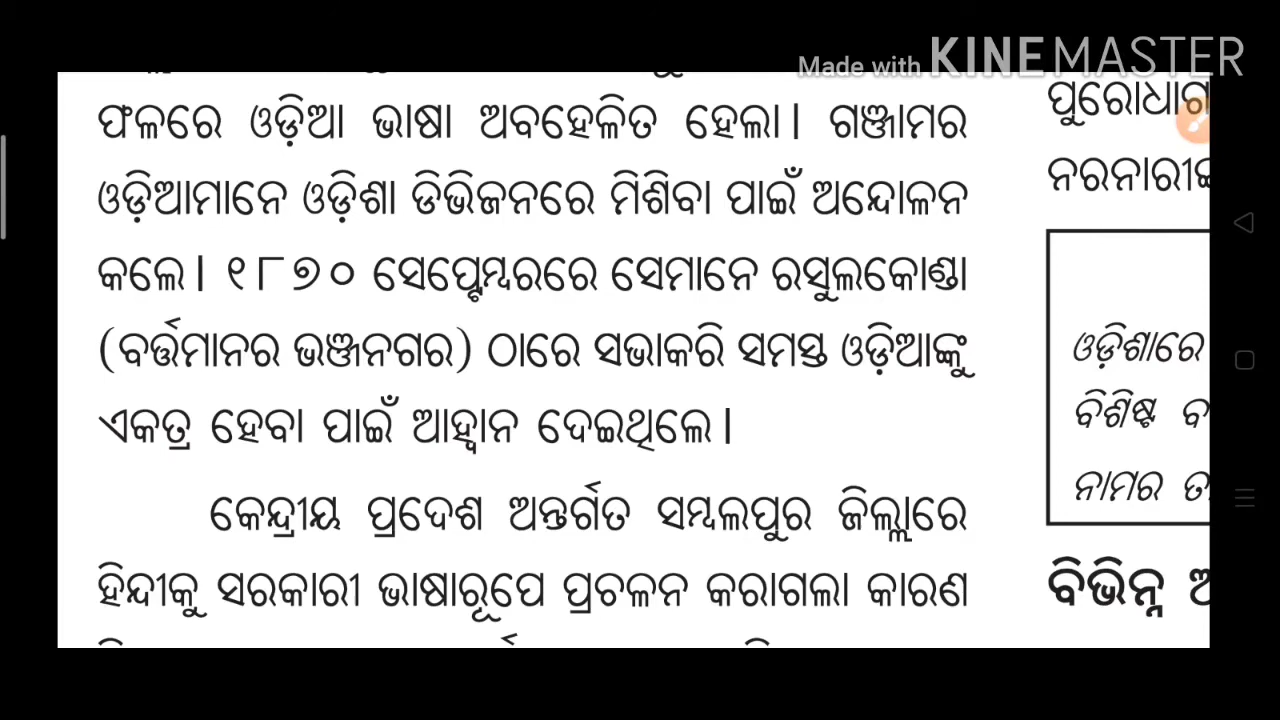 Made with KINEMASTER
ଫଳରେ ଓଡ଼ିଆ ଭାଷା ଅବହେଳିତ ହେଲା। ଗଞ୍ଜାମର
ଓଡ଼ିଆମାନେ ଓଡ଼ିଶା ଡିଭିଜନରେ ମିଶିବା ପାଇଁ ଅନ୍ଦୋଳନ
କଲେ। ୧୮୭୦ ସେପ୍ଟେମ୍ବରରେ ସେମାନେ ରସୁଲକୋଣ୍ଡା
(ବର୍ତ୍ତମାନର ଭଞ୍ଜନଗର) ଠାରେ ସଭାକରି ସମସ୍ତ ଓଡ଼ିଆଙ୍କୁ
ଏକତ୍ର ହେବା ପାଇଁ ଆହ୍ୱାନ ଦେଇଥିଲେ।
କେନ୍ଦ୍ରୀୟ ପ୍ରଦେଶ ଅନ୍ତର୍ଗତ ସମ୍ବଲପୁର ଜିଲ୍ଲାରେ
ହିନ୍ଦୀକୁ ସରକାରୀ ଭାଷାରୂପେ ପ୍ରଚଳନ କରାଗଲା କାରଣ
ଓଡ଼ିଶାରେ
ବିଶିଷ୍ଟ
ନାମର
ବିଭିନ୍ନ